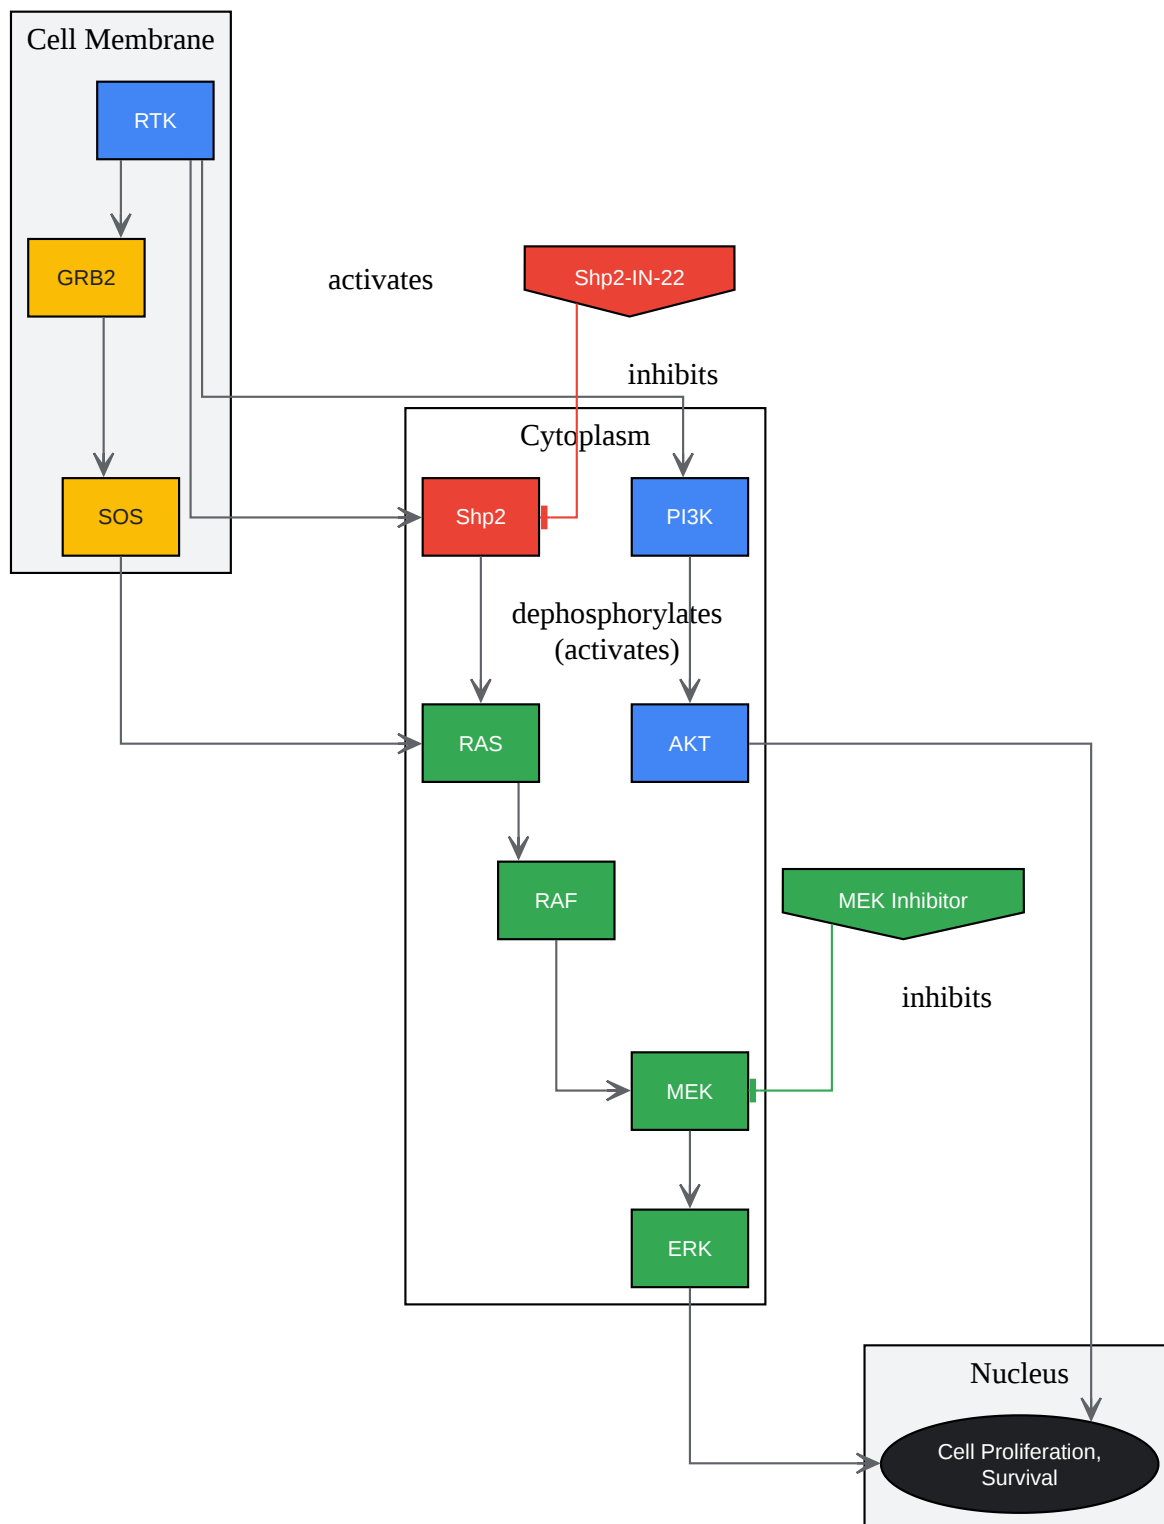 Cell Membrane
RTK
GRB2
activates
Shp2-IN-22
inhibits
Cytoplasm
SOS
Shp2
PI3K
dephosphorylates
(activates)
RAS
AKT
RAF
MEK Inhibitor
inhibits
MEK
ERK
Nucleus
Cell Proliferation,
Survival